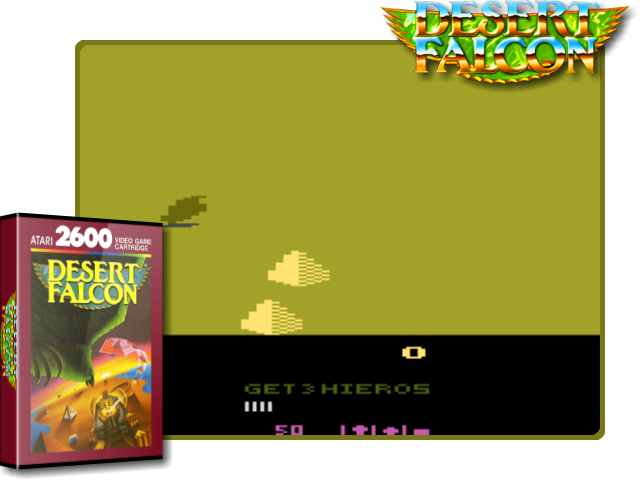 DESERT
FALCON
ATARI 2600 VIDEO GAME
CARTRIDGE
DESERT
FALCON
GET 3 HIEROS
50